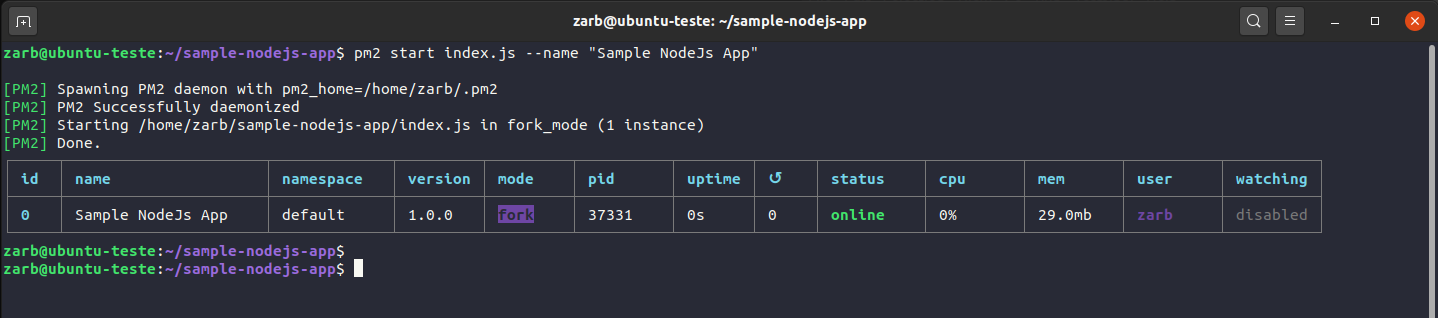 zarb@ubuntu-teste: ~/sample-nodejs-app
zarb@ubuntu-teste:~/sample-nodejs-app$ pm2 start index.js --name "Sample NodeJs App"
[PM2] Spawning PM2 daemon with pm2_home=/home/zarb/.pm2
[PM2] PM2 Successfully daemonized
[PM2] Starting /home/zarb/sample-nodejs-app/index.js in fork_mode (1 instance)
[PM2] Done.
id name namespace version mode pid uptime ↺ status cpu mem user watching
0 Sample NodeJs App default 1.0.0 fork 37331 0s 0 online 0% 29.0mb zarb disabled
zarb@ubuntu-teste:~/sample-nodejs-app$
zarb@ubuntu-teste:~/sample-nodejs-app$